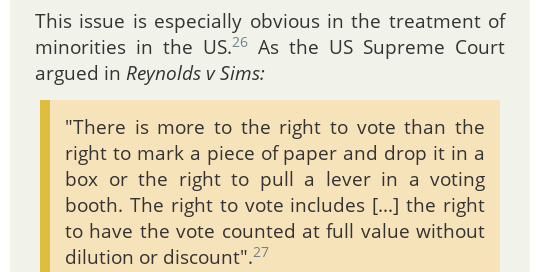 This issue is especially obvious in the treatment of
minorities in the US.26 As the US Supreme Court
argued in Reynolds v Sims:
"There is more to the right to vote than the
right to mark a piece of paper and drop it in a
box or the right to pull a lever in a voting
booth. The right to vote includes [...] the right
to have the vote counted at full value without
dilution or discount".27